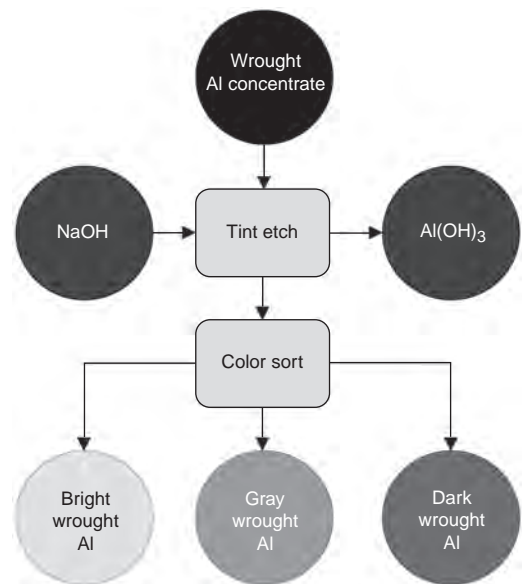 Wrought
Al concentrate
NaOH
Tint etch
Al(OH)3
Color sort
Bright
wrought
Al
Gray
wrought
Al
Dark
wrought
Al